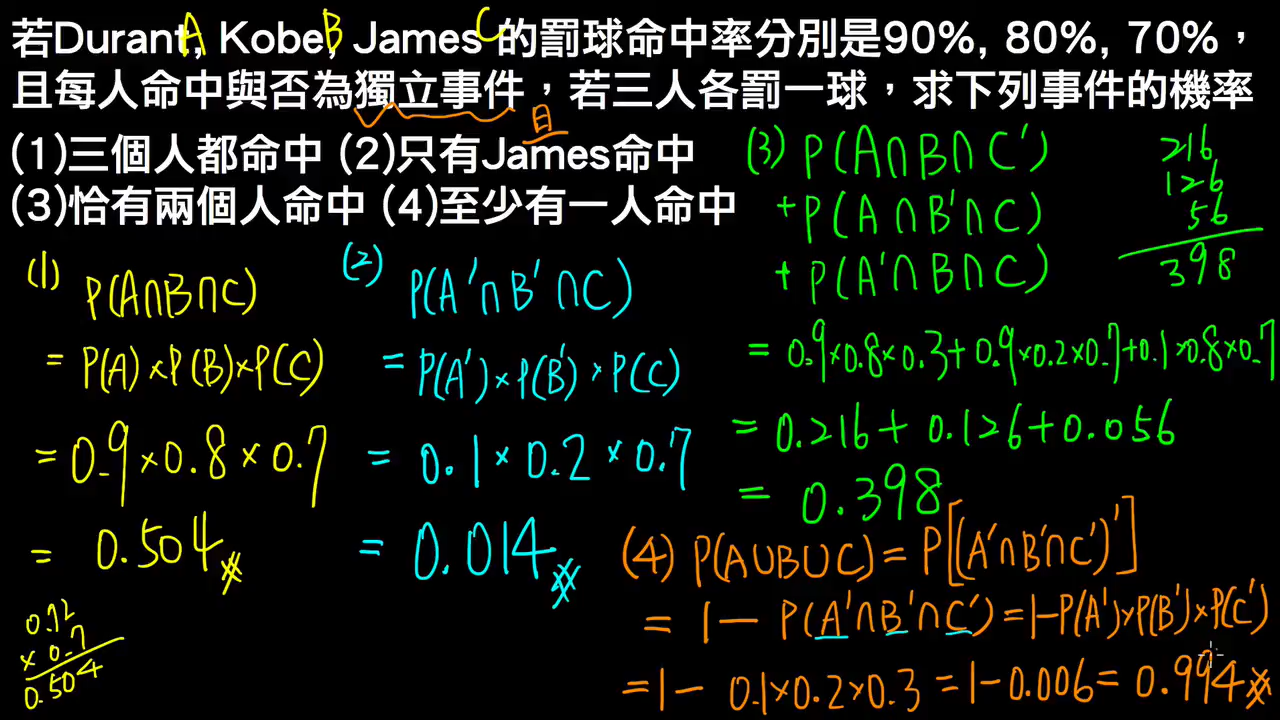 若Durant, Kobe, James 的罰球命中率分別是90%, 80%, 70%，
A B C
且每人命中與否為獨立事件，若三人各罰一球，求下列事件的機率
(1)三個人都命中 (2)只有James命中
(3)恰有兩個人命中 (4)至少有一人命中
(1)
P(A∩B∩C)
= P(A)×P(B)×P(C)
= 0.9×0.8×0.7
= 0.504
0.72
× 0.7
0.504
(2)
P(A'∩B'∩C)
= P(A')×P(B')×P(C)
= 0.1×0.2×0.7
= 0.014
(3) P(A∩B∩C')
+P(A∩B'∩C)
+P(A'∩B∩C)
216
126
56
398
= 0.9×0.8×0.3+0.9×0.2×0.7+0.1×0.8×0.7
= 0.216+0.126+0.056
= 0.398
(4) P(A∪B∪C)=P[(A'∩B'∩C')']
= 1-P(A'∩B'∩C')=1-P(A')×P(B')×P(C')
=1-0.1×0.2×0.3=1-0.006=0.994